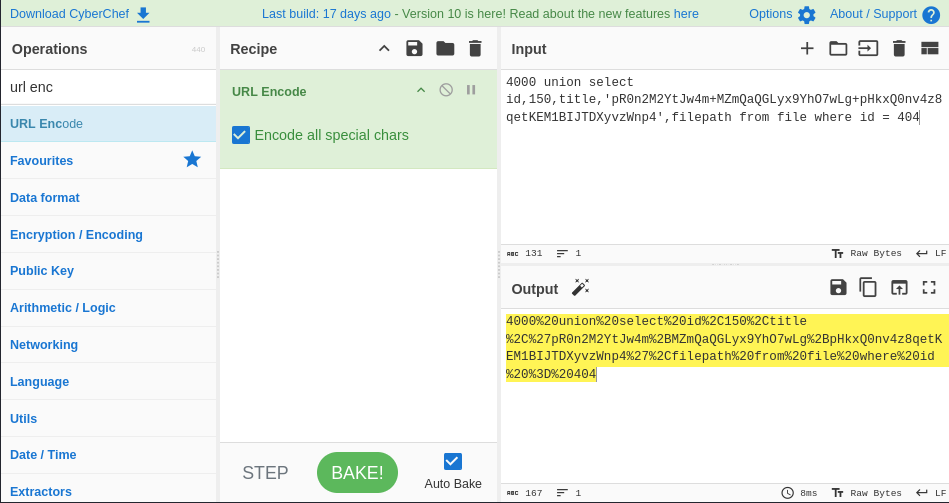 Download CyberChef
Last build: 17 days ago - Version 10 is here! Read about the new features here
Options
About / Support
Operations
440
url enc
URL Encode
Favourites
Data format
Encryption / Encoding
Public Key
Arithmetic / Logic
Networking
Language
Utils
Date / Time
Extractors
Recipe
URL Encode
Encode all special chars
STEP
BAKE!
Auto Bake
Input
4000 union select
id,150,title,'pR0n2M2YtJw4m+MZmQaQGLyx9YhO7wLg+pHkxQ0nv4z8
qetKEM1BIJTDXyvzWnp4',filepath from file where id = 404
ABC 131
1
Raw Bytes
LF
Output
4000%20union%20select%20id%2C150%2Ctitle
%2C%27pR0n2M2YtJw4m%2BMZmQaQGLyx9YhO7wLg%2BpHkxQ0nv4z8qetK
EM1BIJTDXyvzWnp4%27%2Cfilepath%20from%20file%20where%20id
%20%3D%20404
ABC 167
1
8ms
Raw Bytes
LF